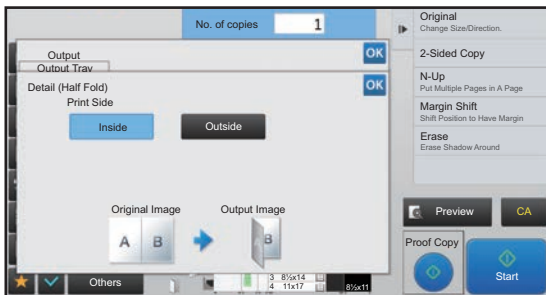 No. of copies 1
Original
Change Size/Direction.
Output OK
2-Sided Copy
Output Tray
N-Up
Put Multiple Pages in A Page
Detail (Half Fold) OK
Print Side
Margin Shift
Shift Position to Have Margin
Inside Outside
Erase
Erase Shadow Around
Original Image Output Image
Preview CA
A B B
Proof Copy
Start
Others
3 8½x14
4 11x17
8½x11